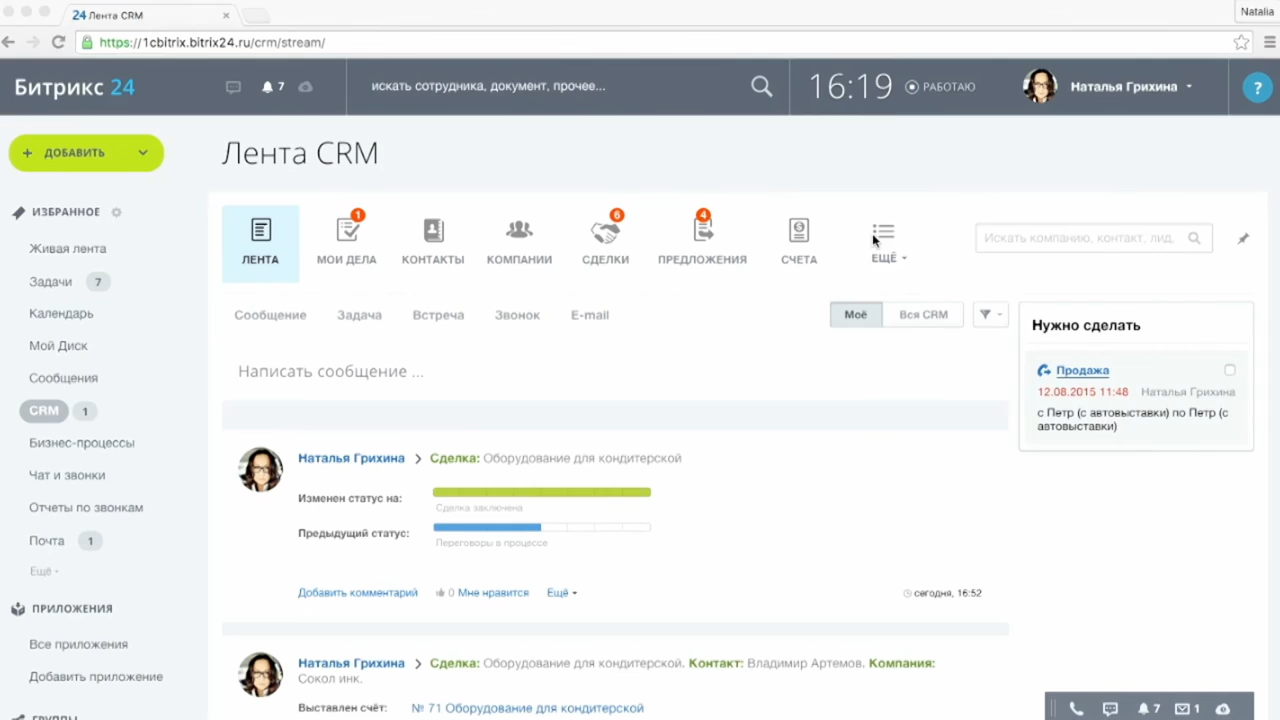 24 Лента CRM
Natalia
https://1cbitrix.bitrix24.ru/crm/stream/
Битрикс 24
7
искать сотрудника, документ, прочее...
16:19
РАБОТАЮ
Наталья Грихина
?
+ ДОБАВИТЬ
Лента CRM
ИЗБРАННОЕ
Живая лента
Задачи 7
Календарь
Мой Диск
Сообщения
CRM 1
Бизнес-процессы
Чат и звонки
Отчеты по звонкам
Почта 1
Ещё
ПРИЛОЖЕНИЯ
Все приложения
Добавить приложение
ГРУППЫ
ЛЕНТА
1
МОИ ДЕЛА
КОНТАКТЫ
КОМПАНИИ
6
СДЕЛКИ
4
ПРЕДЛОЖЕНИЯ
СЧЕТА
ЕЩЁ
Искать компанию, контакт, лид,
Сообщение Задача Встреча Звонок E-mail
Моё Вся CRM
Написать сообщение ...
Наталья Грихина > Сделка: Оборудование для кондитерской
Изменен статус на:
Сделка заключена
Предыдущий статус:
Переговоры в процессе
Добавить комментарий 0 Мне нравится Ещё
сегодня, 16:52
Наталья Грихина > Сделка: Оборудование для кондитерской. Контакт: Владимир Артемов. Компания:
Сокол инк.
Выставлен счёт: № 71 Оборудование для кондитерской
Нужно сделать
Продажа
12.08.2015 11:48 Наталья Грихина
с Петр (с автовыставки) по Петр (с
автовыставки)
7 1